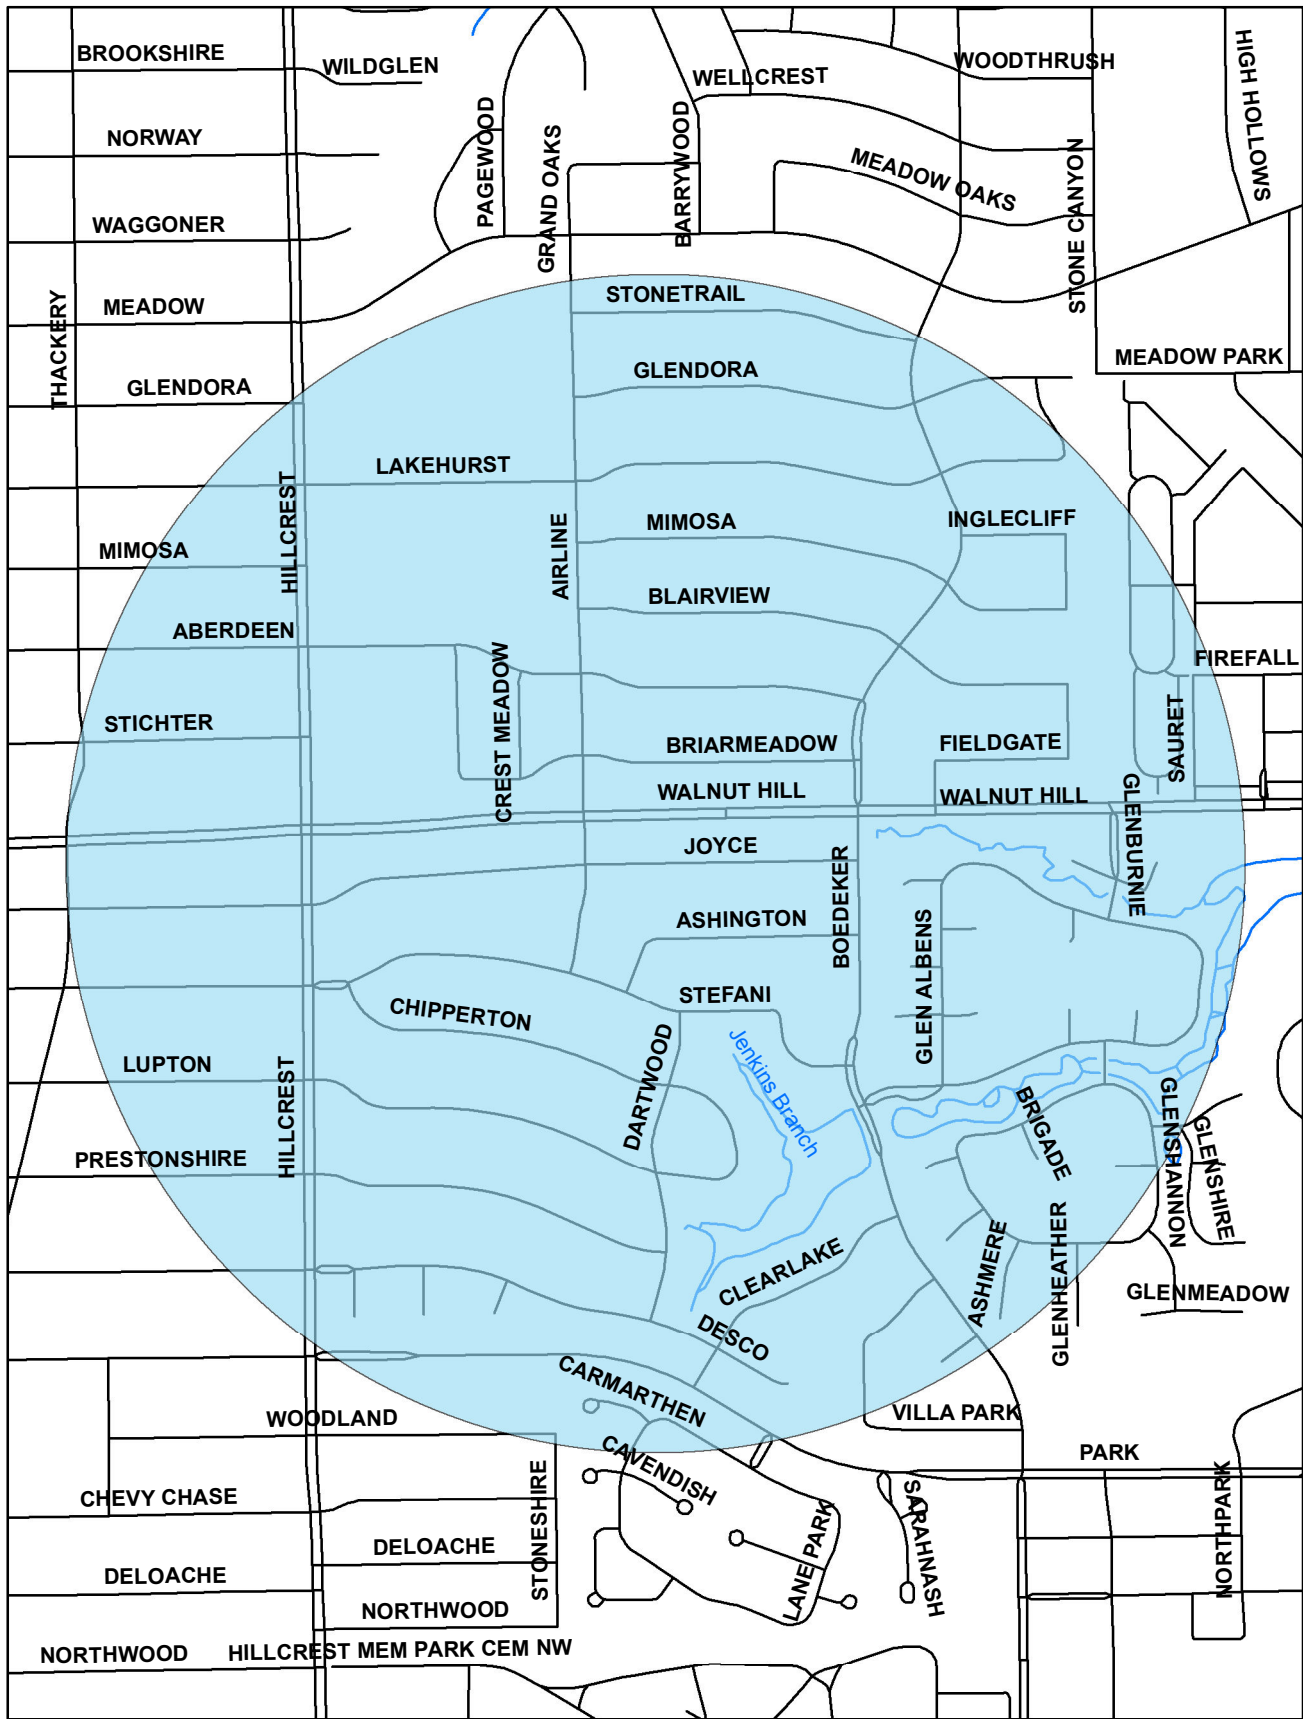 BROOKSHIRE
WILDGLEN
WELLCREST
WOODTHRUSH
HIGH HOLLOWS
NORWAY
PAGEWOOD
GRAND OAKS
BARRYWOOD
MEADOW OAKS
STONE CANYON
WAGGONER
MEADOW
THACKERY
STONETRAIL
MEADOW PARK
GLENDORA
GLENDORA
LAKEHURST
HILLCREST
AIRLINE
MIMOSA
INGLECLIFF
MIMOSA
BLAIRVIEW
ABERDEEN
CREST MEADOW
FIREFALL
STICHTER
BRIARMEADOW
FIELDGATE
SAURET
WALNUT HILL
WALNUT HILL
GLENBURNIE
JOYCE
BOEDEKER
ASHINGTON
GLEN ALBENS
STEFANI
CHIPPERTON
DARTWOOD
Jenkins Branch
LUPTON
HILLCREST
BRIGADE
GLENSHANNON
GLENSHIRE
PRESTONSHIRE
CLEARLAKE
ASHMERE
GLENHEATHER
GLENMEADOW
DESCO
CARMARTHEN
WOODLAND
VILLA PARK
CAVENDISH
PARK
STONESHIRE
CHEVY CHASE
LANE PARK
SARAHNASH
NORTHPARK
DELOACHE
DELOACHE
NORTHWOOD
NORTHWOOD
HILLCREST MEM PARK CEM NW